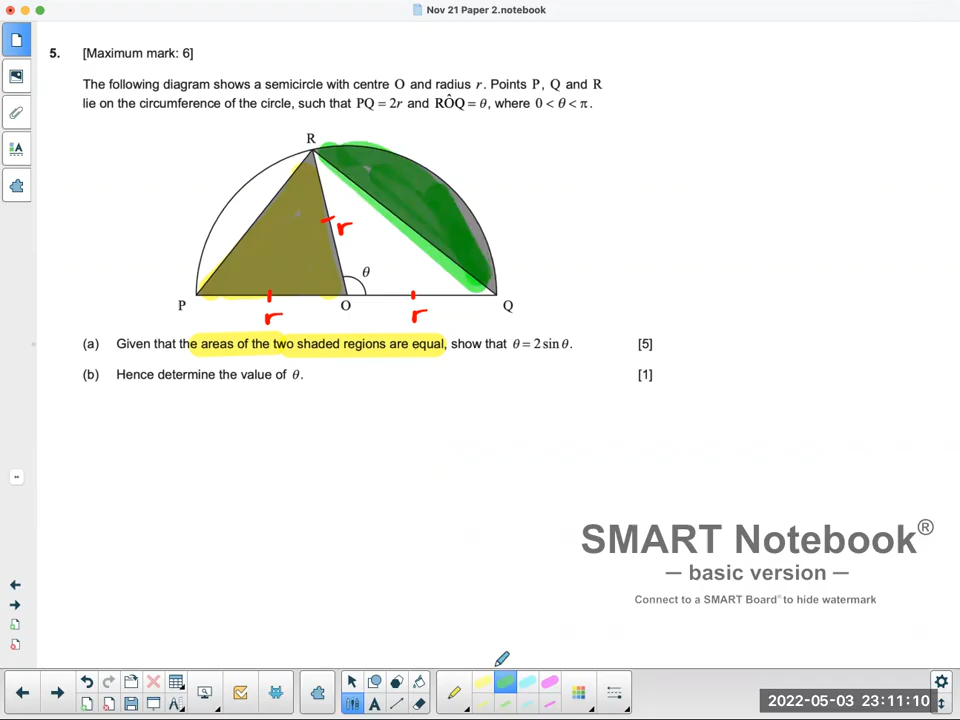 Nov 21 Paper 2.notebook
5. [Maximum mark: 6]
The following diagram shows a semicircle with centre O and radius r. Points P, Q and R
lie on the circumference of the circle, such that PQ = 2r and RÔQ = θ, where 0 < θ < π.
R
r
θ
P
O
Q
r
r
(a) Given that the areas of the two shaded regions are equal, show that θ = 2 sin θ. [5]
(b) Hence determine the value of θ. [1]
SMART Notebook®
— basic version —
Connect to a SMART Board® to hide watermark
A
2022-05-03 23:11:10